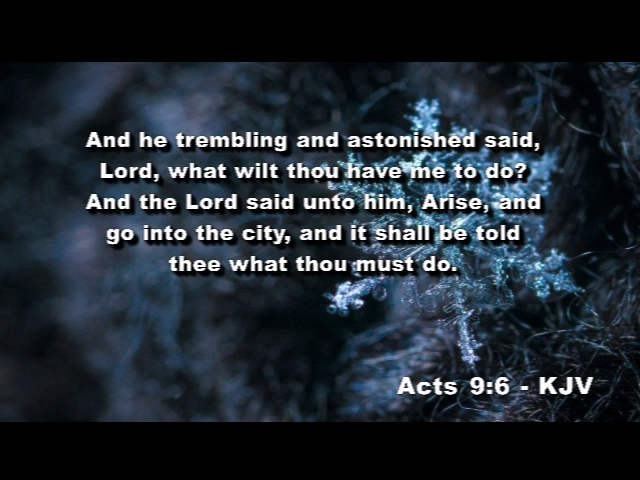 And he trembling and astonished said,
Lord, what wilt thou have me to do?
And the Lord said unto him, Arise, and
go into the city, and it shall be told
thee what thou must do.
Acts 9:6 - KJV